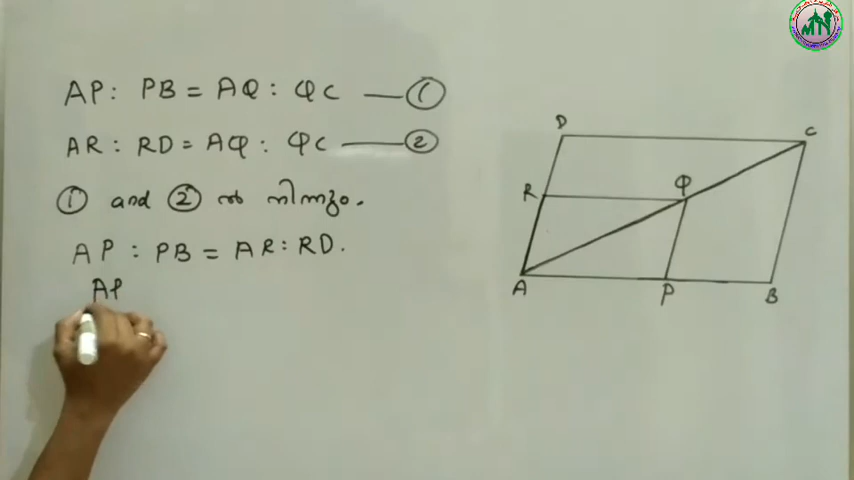 AP : PB = AQ : QC — ①
AR : RD = AQ : QC — ②
① and ② ൽ നിന്നും.
AP : PB = AR : RD.
AP
D
C
R
Q
A
P
B